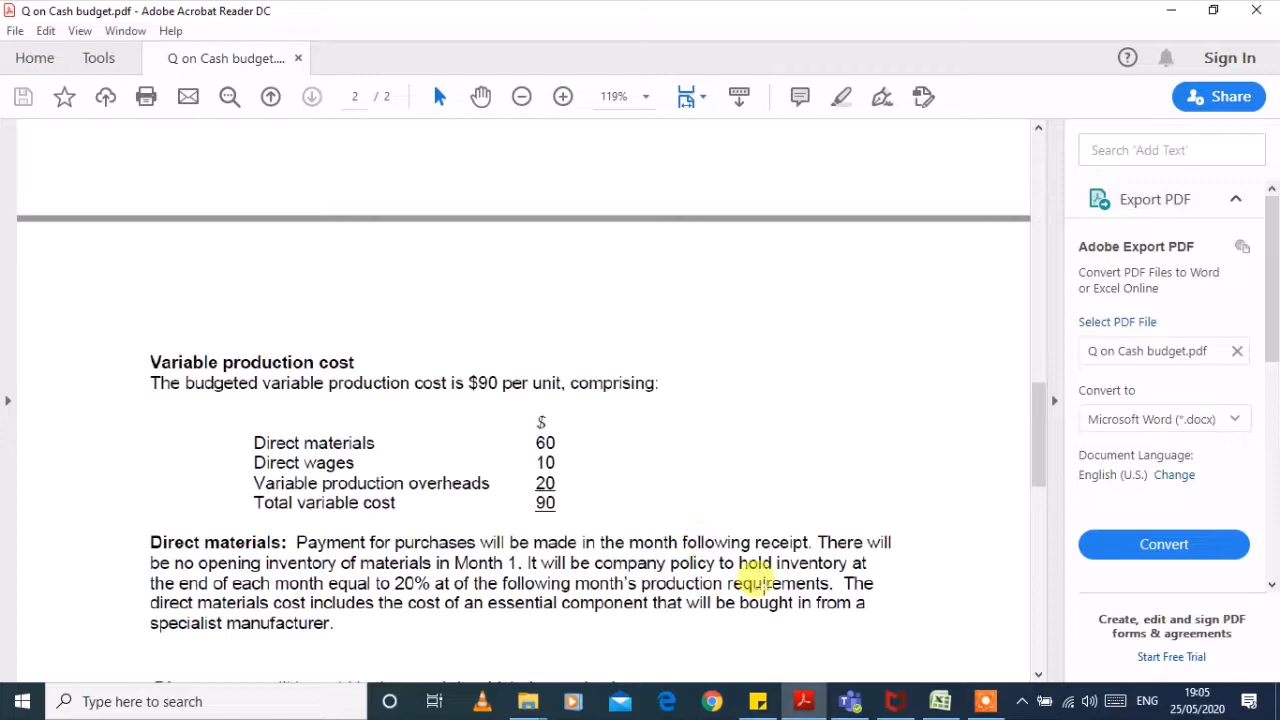 Q on Cash budget.pdf - Adobe Acrobat Reader DC
File Edit View Window Help
Home Tools Q on Cash budget.... × Sign In
2 / 2 119% Share
Search 'Add Text'
Export PDF
Adobe Export PDF
Convert PDF Files to Word
or Excel Online
Select PDF File
Q on Cash budget.pdf
Convert to
Microsoft Word (*.docx)
Document Language:
English (U.S.) Change
Convert
Create, edit and sign PDF
forms & agreements
Start Free Trial
Variable production cost
The budgeted variable production cost is $90 per unit, comprising:
$
Direct materials 60
Direct wages 10
Variable production overheads 20
Total variable cost 90
Direct materials: Payment for purchases will be made in the month following receipt. There will
be no opening inventory of materials in Month 1. It will be company policy to hold inventory at
the end of each month equal to 20% at of the following month's production requirements. The
direct materials cost includes the cost of an essential component that will be bought in from a
specialist manufacturer.
Type here to search
ENG
19:05
25/05/2020